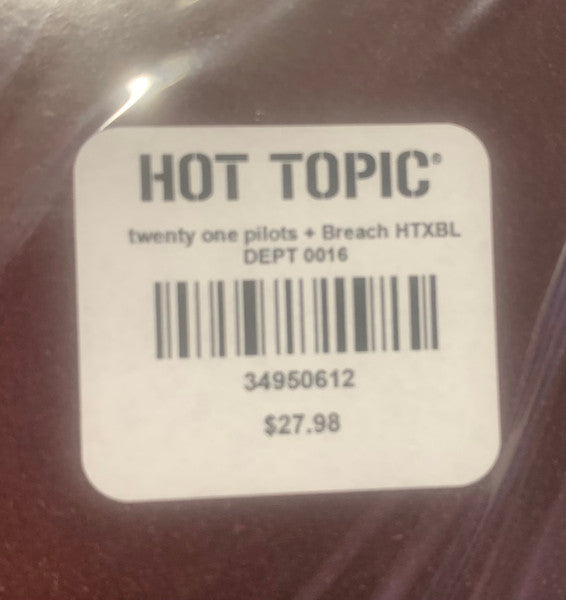 HOT TOPIC®
twenty one pilots + Breach HTXBL
DEPT 0016
34950612
$27.98